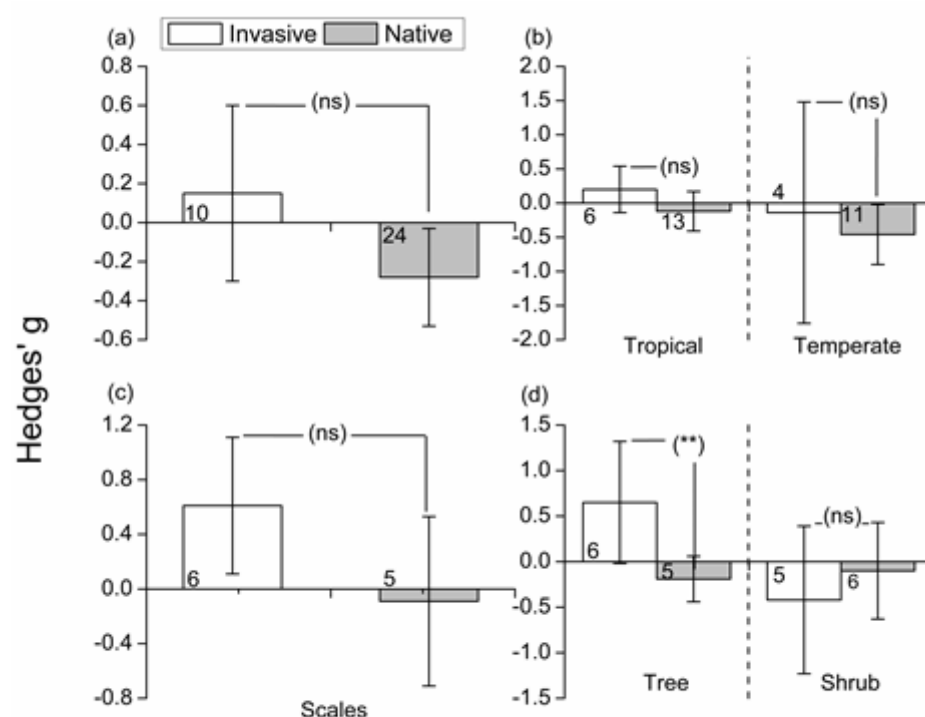 (a) Invasive Native (b)
0.8
0.6 (ns)
0.4
0.2
0.0 10
-0.2 24
-0.4
-0.6
2.0
1.5 (ns)
1.0
0.5 (ns)
0.0 4
-0.5 6 13 11
-1.0
-1.5
-2.0 Tropical Temperate
Hedges' g
(c)
1.2
(ns)
0.8
0.4
0.0 6 5
-0.4
-0.8
Scales
(d)
1.5
(**)
1.0
0.5 (ns)
6
0.0 5 5 6
-0.5
-1.0
Tree Shrub
-1.5